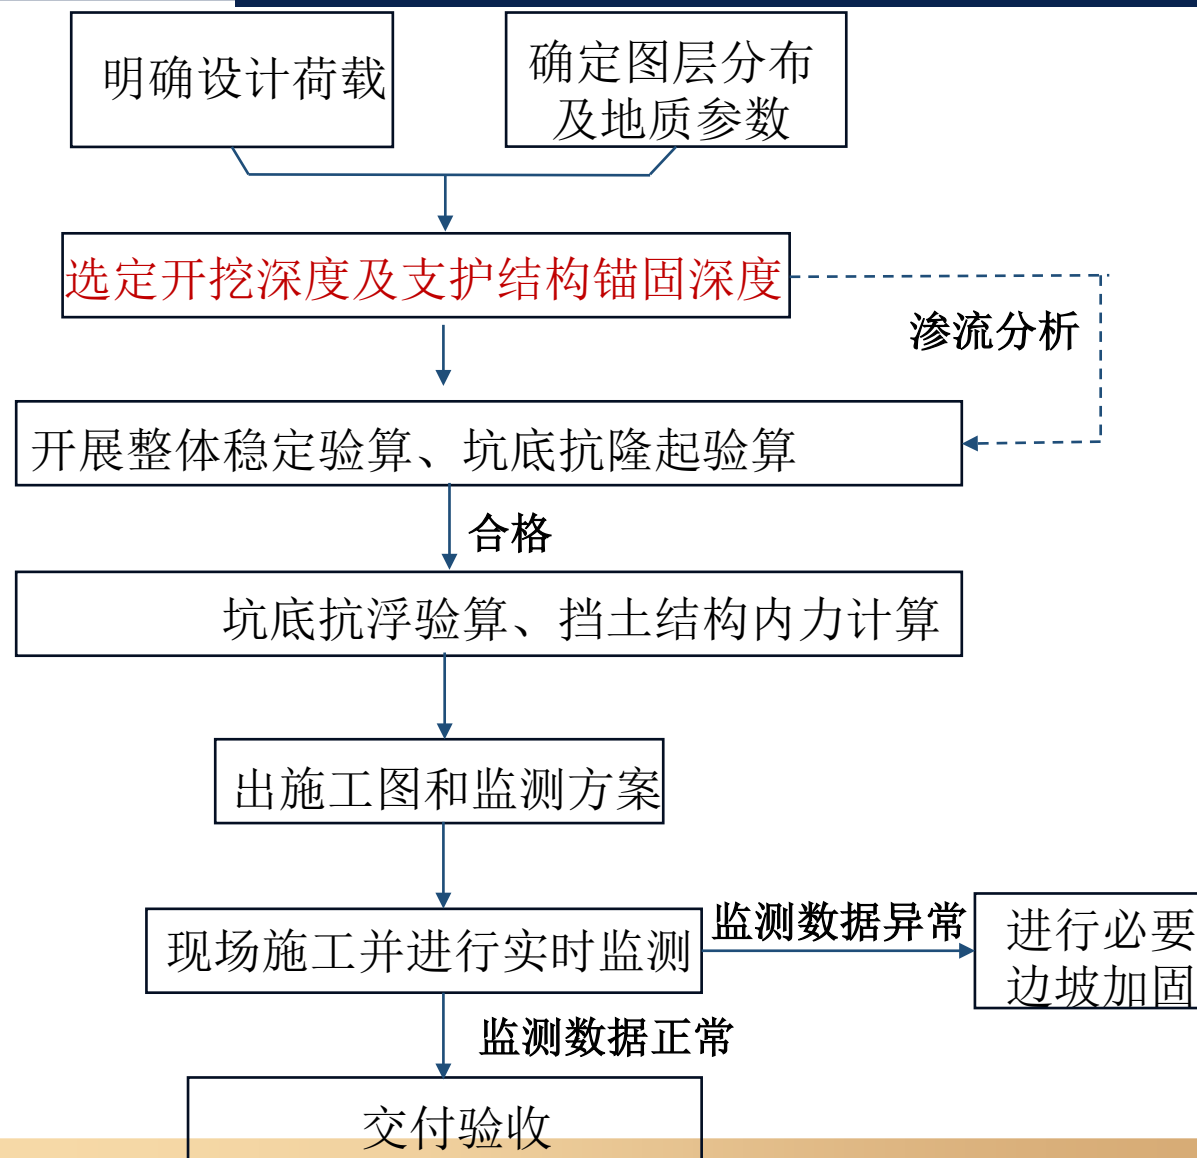 明确设计荷载
确定图层分布
及地质参数
选定开挖深度及支护结构锚固深度
渗流分析
开展整体稳定验算、坑底抗隆起验算
合格
坑底抗浮验算、挡土结构内力计算
出施工图和监测方案
现场施工并进行实时监测
监测数据异常
进行必要
边坡加固
监测数据正常
交付验收